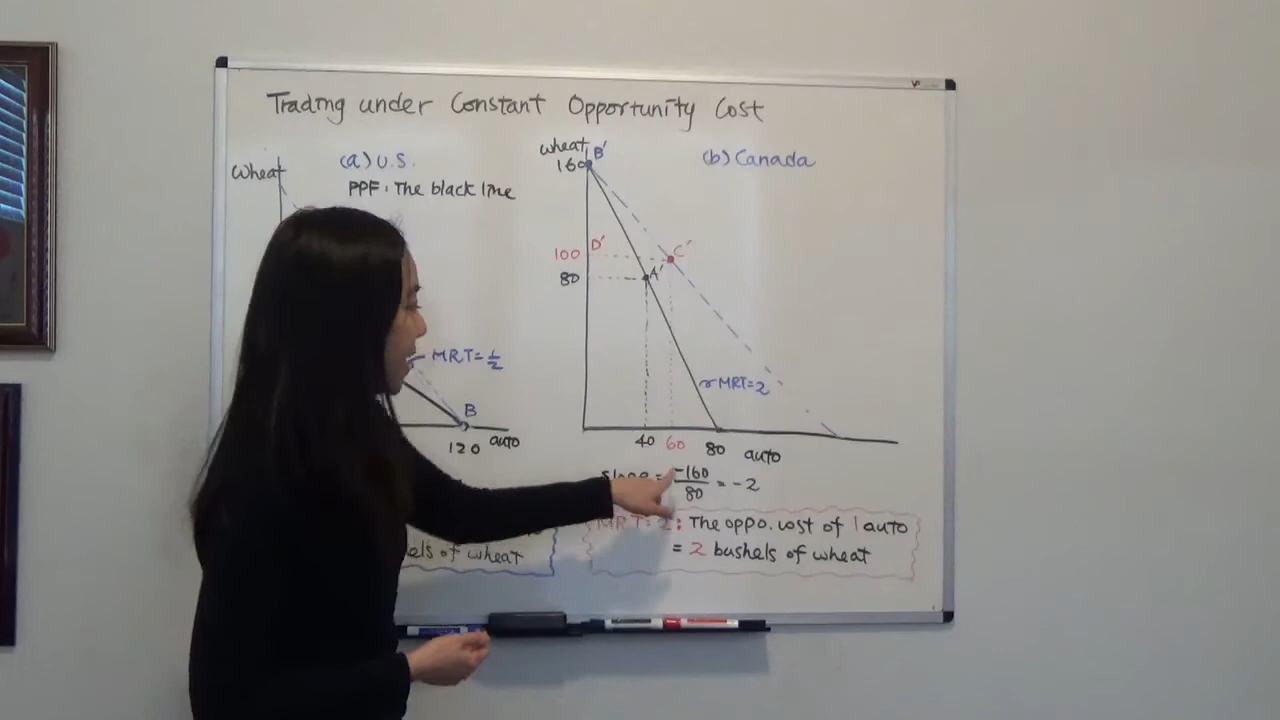 Trading under Constant Opportunity Cost
(a) U.S.
PPF: The black line
wheat
MRT=1/2
B
120 auto
els of wheat
(b) Canada
wheat
160 B′
100 D′
C′
80
A′
MRT=2
40 60 80 auto
-160/80 = -2
MRT=2: The oppo. cost of 1 auto
= 2 bushels of wheat